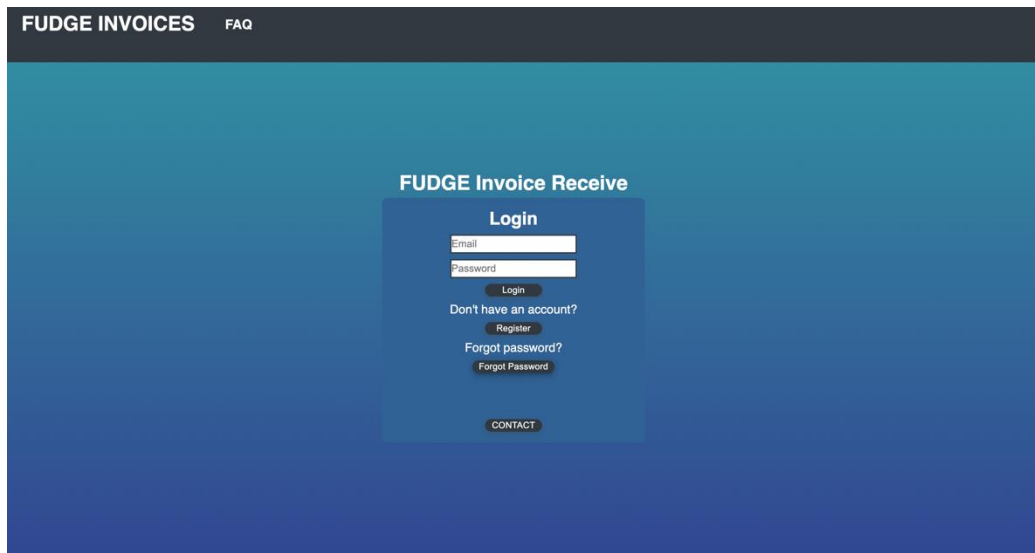 FUDGE INVOICES FAQ
FUDGE Invoice Receive
Login
Email
Password
Login
Don't have an account?
Register
Forgot password?
Forgot Password
CONTACT